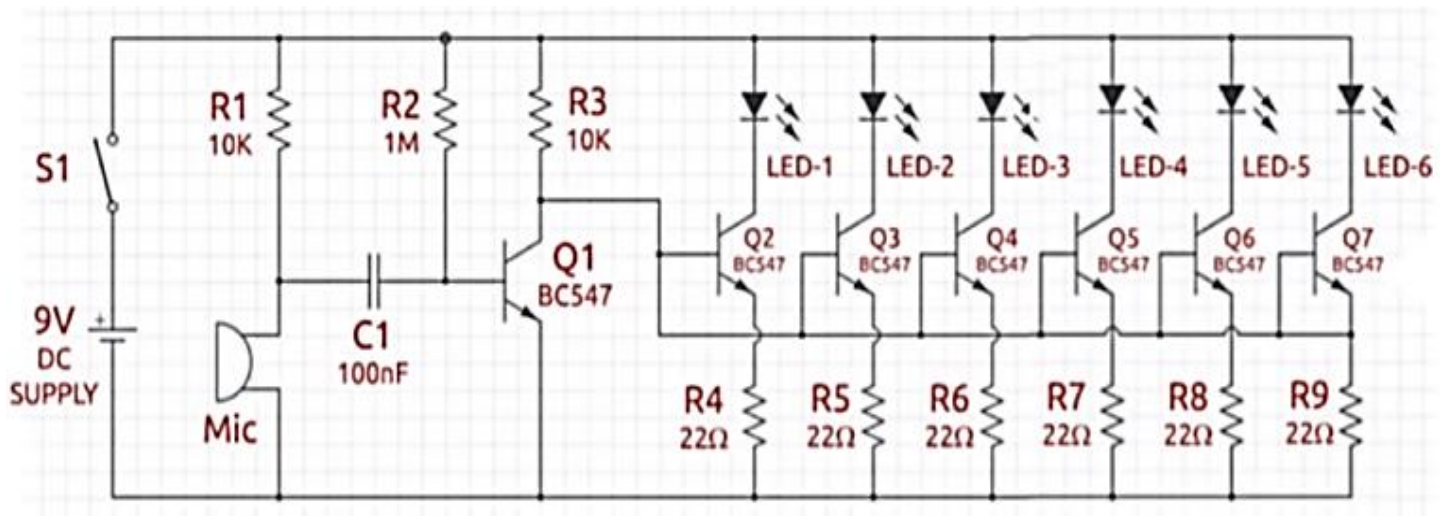 R1
10K
R2
1M
R3
10K
S1
LED-1
LED-2
LED-3
LED-4
LED-5
LED-6
Q1
BC547
Q2
BC547
Q3
BC547
Q4
BC547
Q5
BC547
Q6
BC547
Q7
BC547
+
9V
DC
SUPPLY
C1
100nF
Mic
R4
22Ω
R5
22Ω
R6
22Ω
R7
22Ω
R8
22Ω
R9
22Ω